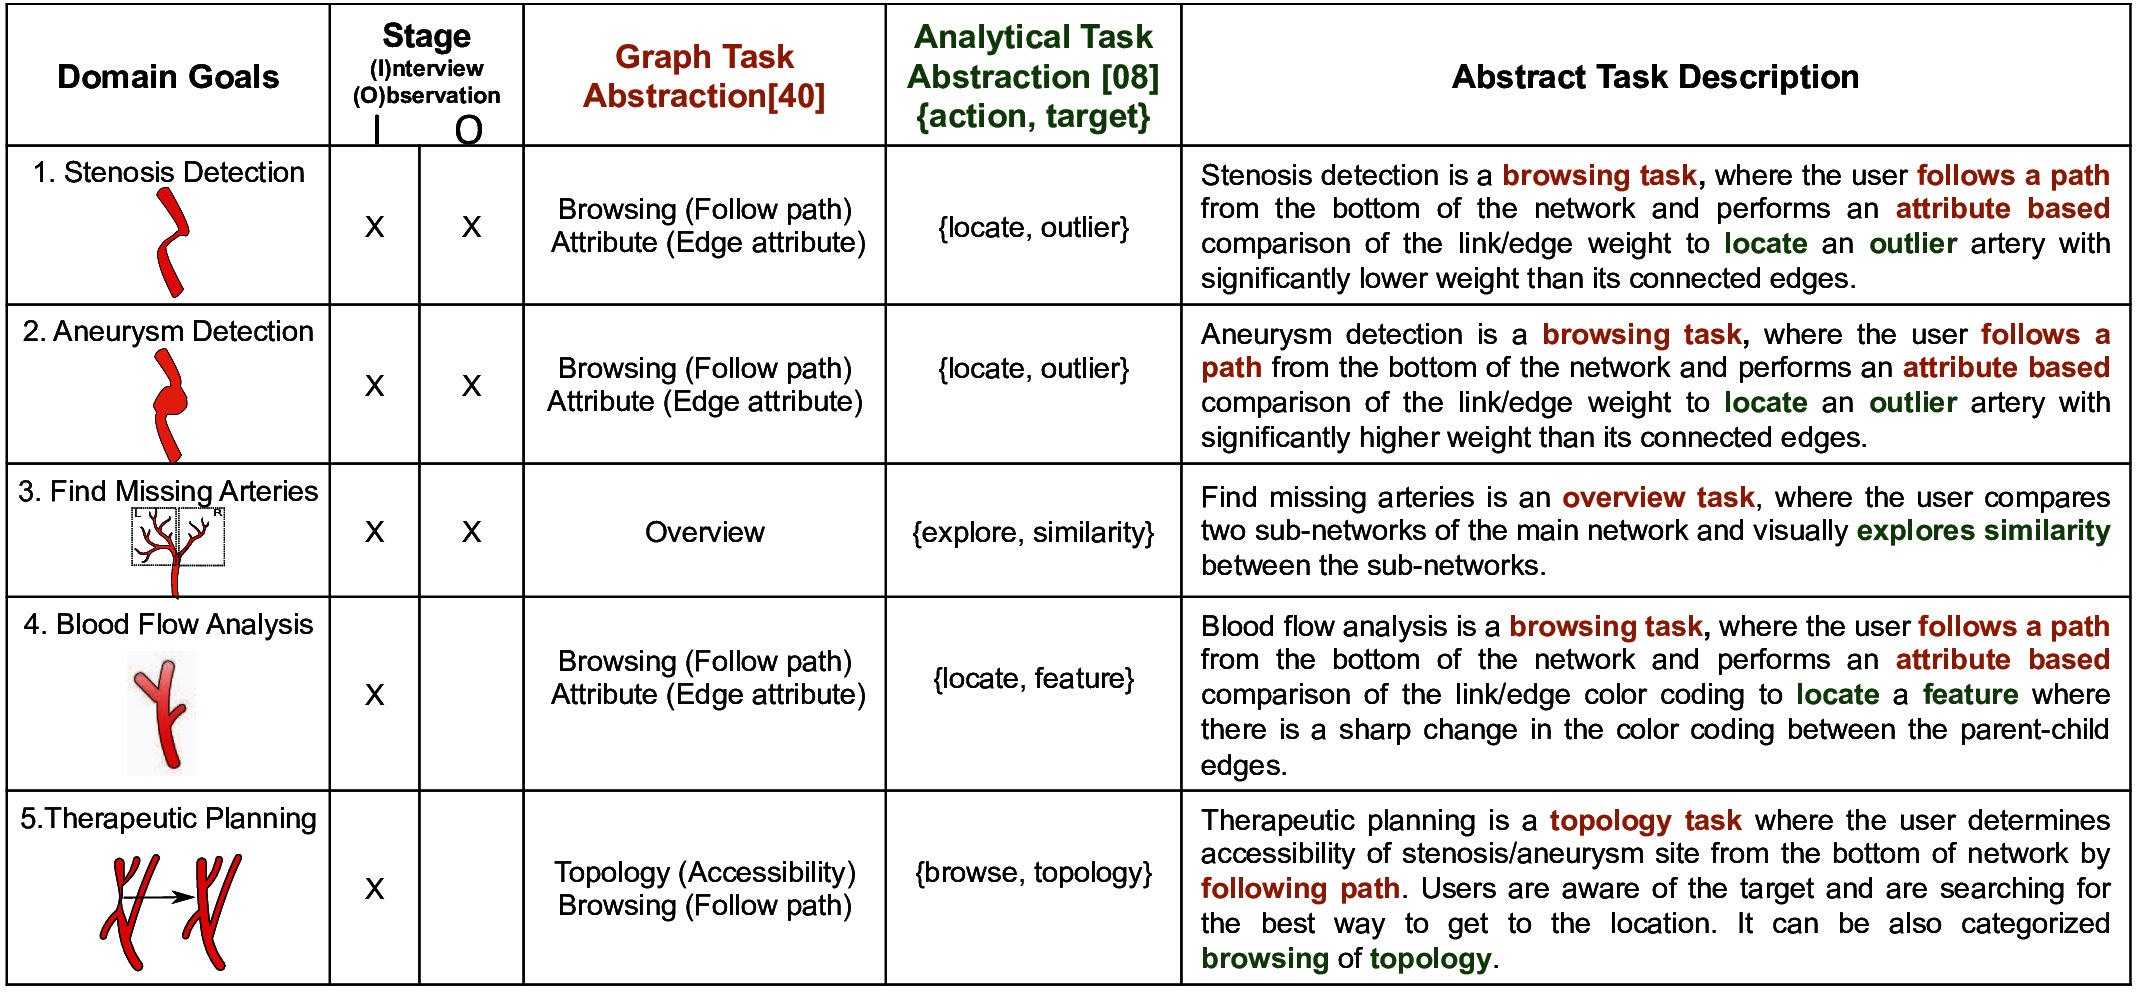 Domain Goals
Stage
(I)nterview
(O)bservation
I O
Graph Task
Abstraction[40]
Analytical Task
Abstraction [08]
{action, target}
Abstract Task Description
1. Stenosis Detection
X X
Browsing (Follow path)
Attribute (Edge attribute)
{locate, outlier}
Stenosis detection is a browsing task, where the user follows a path
from the bottom of the network and performs an attribute based
comparison of the link/edge weight to locate an outlier artery with
significantly lower weight than its connected edges.
2. Aneurysm Detection
X X
Browsing (Follow path)
Attribute (Edge attribute)
{locate, outlier}
Aneurysm detection is a browsing task, where the user follows a
path from the bottom of the network and performs an attribute based
comparison of the link/edge weight to locate an outlier artery with
significantly higher weight than its connected edges.
3. Find Missing Arteries
L R
X X
Overview
{explore, similarity}
Find missing arteries is an overview task, where the user compares
two sub-networks of the main network and visually explores similarity
between the sub-networks.
4. Blood Flow Analysis
X
Browsing (Follow path)
Attribute (Edge attribute)
{locate, feature}
Blood flow analysis is a browsing task, where the user follows a path
from the bottom of the network and performs an attribute based
comparison of the link/edge color coding to locate a feature where
there is a sharp change in the color coding between the parent-child
edges.
5.Therapeutic Planning
X
Topology (Accessibility)
Browsing (Follow path)
{browse, topology}
Therapeutic planning is a topology task where the user determines
accessibility of stenosis/aneurysm site from the bottom of network by
following path. Users are aware of the target and are searching for
the best way to get to the location. It can be also categorized
browsing of topology.